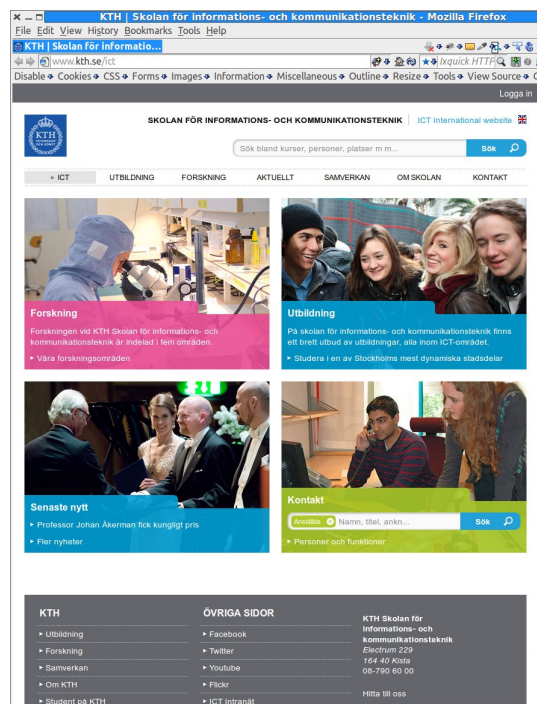 KTH | Skolan för informations- och kommunikationsteknik - Mozilla Firefox
File Edit View History Bookmarks Tools Help
KTH | Skolan för informatio...
www.kth.se/ict
Ixquick HTTP
Disable Cookies CSS Forms Images Information Miscellaneous Outline Resize Tools View Source
Logga in
KTH
SKOLAN FÖR INFORMATIONS- OCH KOMMUNIKATIONSTEKNIK
ICT International website
Sök bland kurser, personer, platser m m...
Sök
ICT UTBILDNING FORSKNING AKTUELLT SAMVERKAN OM SKOLAN KONTAKT
Forskning
Forskningen vid KTH Skolan för informations- och
kommunikationsteknik är indelad i fem områden.
Våra forskningsområden
Utbildning
På skolan för informations- och kommunikationsteknik finns
ett brett utbud av utbildningar, alla inom ICT-området.
Studera i en av Stockholms mest dynamiska stadsdelar
Senaste nytt
Professor Johan Åkerman fick kungligt pris
Fler nyheter
Kontakt
Anställda Namn, titel, ankn... Sök
Personer och funktioner
KTH
Utbildning
Forskning
Samverkan
Om KTH
Student på KTH
ÖVRIGA SIDOR
Facebook
Twitter
Youtube
Flickr
ICT Intranät
KTH Skolan för
informations- och
kommunikationsteknik
Electrum 229
164 40 Kista
08-790 60 00
Hitta till oss